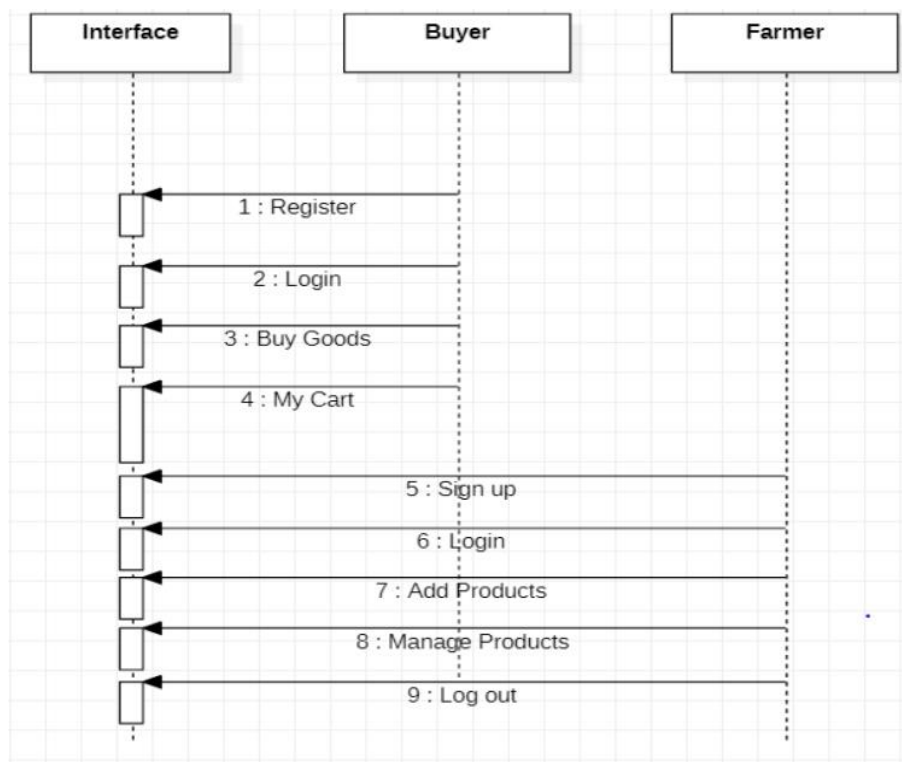 Interface Buyer Farmer
1 : Register
2 : Login
3 : Buy Goods
4 : My Cart
5 : Sign up
6 : Login
7 : Add Products
8 : Manage Products
9 : Log out